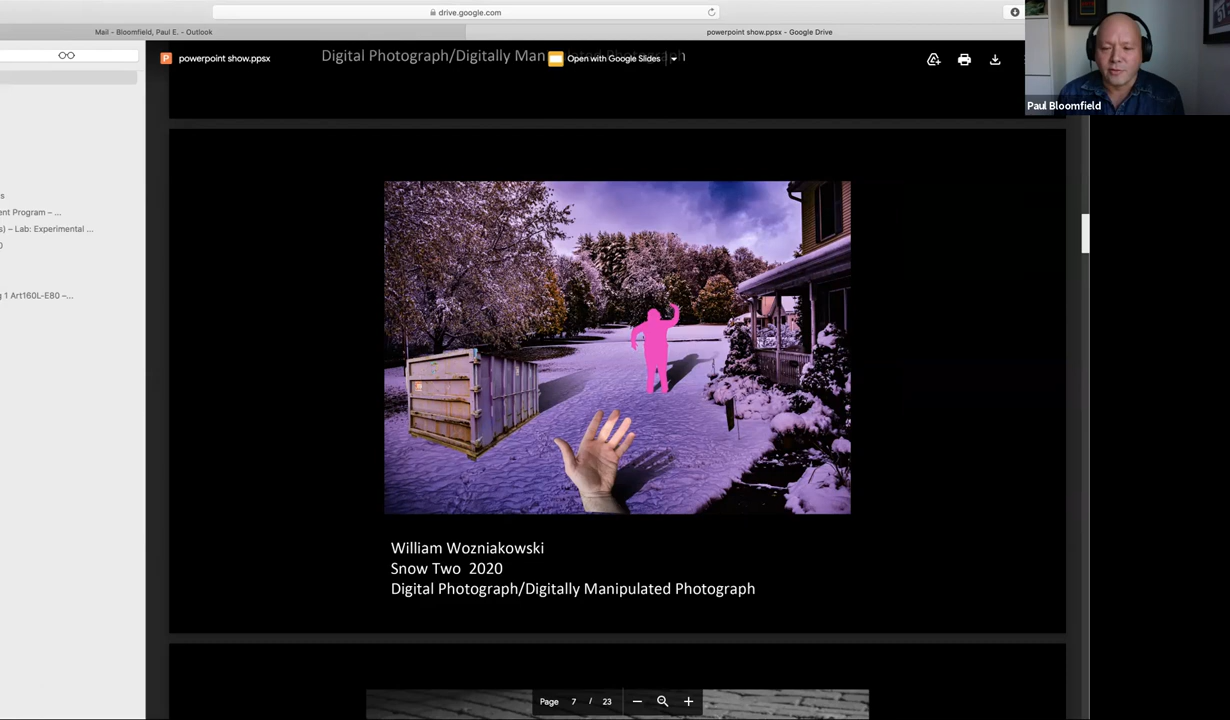 drive.google.com
Mail - Bloomfield, Paul E. - Outlook
powerpoint show.ppsx - Google Drive
powerpoint show.ppsx
Digital Photograph/Digitally Man
Open with Google Slides
Paul Bloomfield
s
ent Program – ...
s) – Lab: Experimental ...
0
g 1 Art160L-E80 –...
William Wozniakowski
Snow Two 2020
Digital Photograph/Digitally Manipulated Photograph
Page 7 / 23